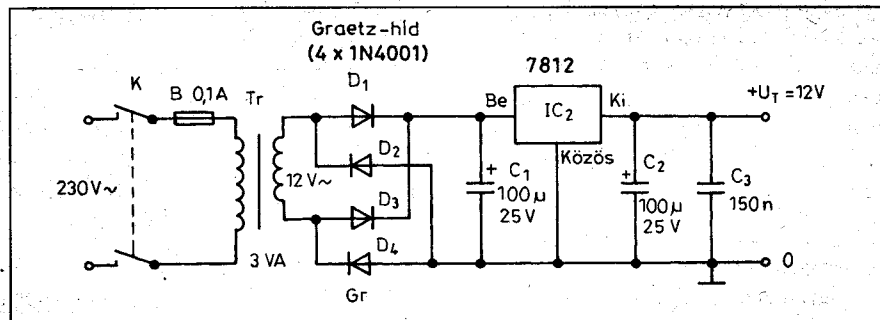 Graetz-híd
(4 x 1N4001)
7812
K
B 0,1A
Tr
D1
Be
IC2
Ki
+UT = 12V
D2
Közös
230V~
12V~
+
C1
100µ
25V
+
C2
100µ
25V
C3
150n
D3
D4
3 VA
Gr
0